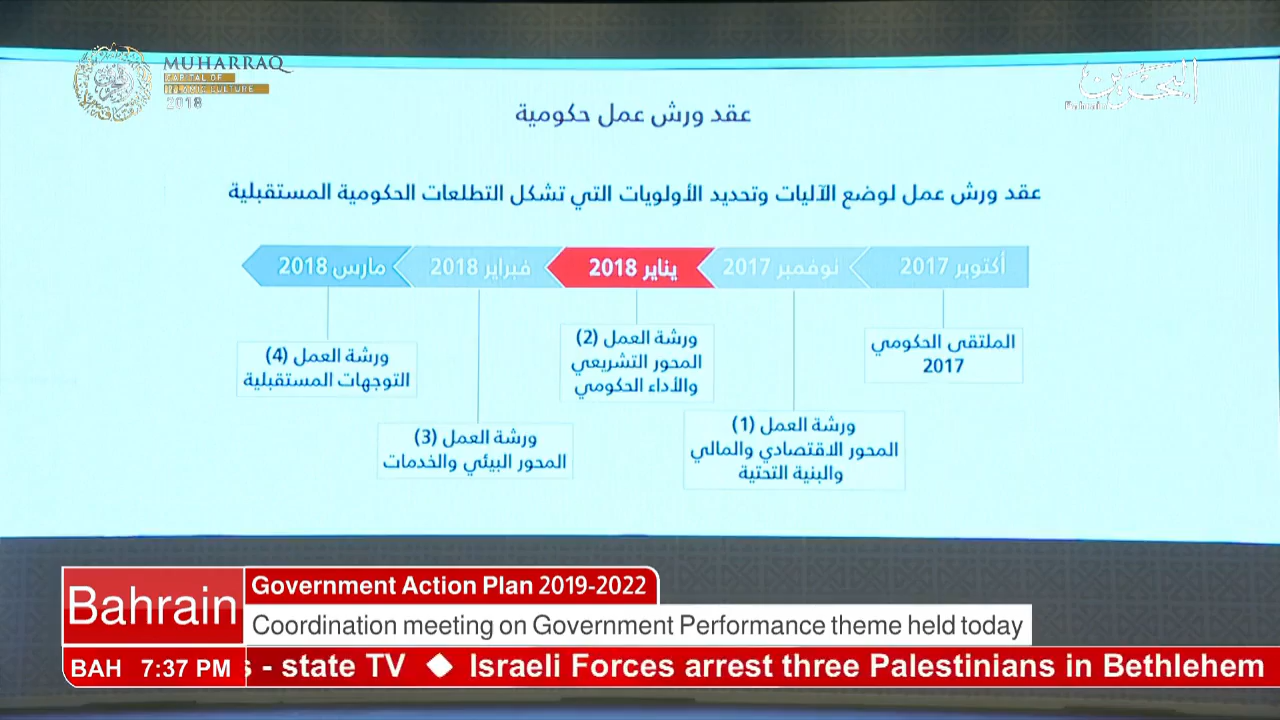 MUHARRAQ
CAPITAL OF
ISLAMIC CULTURE
2018
البحرين
Bahrain
عقد ورش عمل حكومية
عقد ورش عمل لوضع الآليات وتحديد الأولويات التي تشكل التطلعات الحكومية المستقبلية
أكتوبر 2017
نوفمبر 2017
يناير 2018
فبراير 2018
مارس 2018
الملتقى الحكومي
2017
ورشة العمل (1)
المحور الاقتصادي والمالي
والبنية التحتية
ورشة العمل (2)
المحور التشريعي
والأداء الحكومي
ورشة العمل (3)
المحور البيئي والخدمات
ورشة العمل (4)
التوجهات المستقبلية
Bahrain
Government Action Plan 2019-2022
Coordination meeting on Government Performance theme held today
BAH 7:37 PM
- state TV ◆ Israeli Forces arrest three Palestinians in Bethlehem